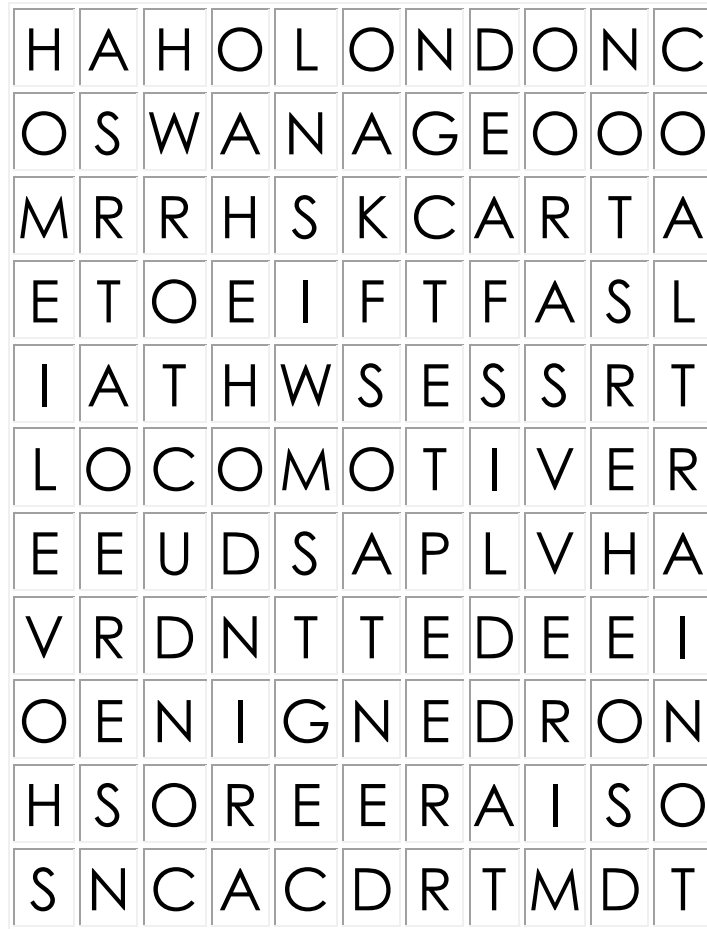 H A H O L O N D O N C
O S W A N A G E O O O
M R R H S K C A R T A
E T O E I F T F A S L
I A T H W S E S S R T
L O C O M O T I V E R
E E U D S A P L V H A
V R D N T T E D E E I
O E N I G N E D R O N
H S O R E E R A I S O
S N C A C D R T M D T